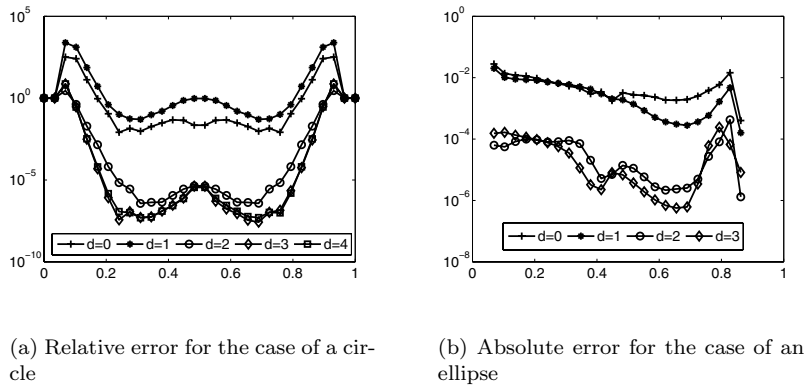 10^5
10^0
10^-5
10^-10
0 0.2 0.4 0.6 0.8 1
d=0 d=1 d=2 d=3 d=4
10^0
10^-2
10^-4
10^-6
10^-8
0 0.2 0.4 0.6 0.8 1
d=0 d=1 d=2 d=3
(a) Relative error for the case of a cir-
cle
(b) Absolute error for the case of an
ellipse